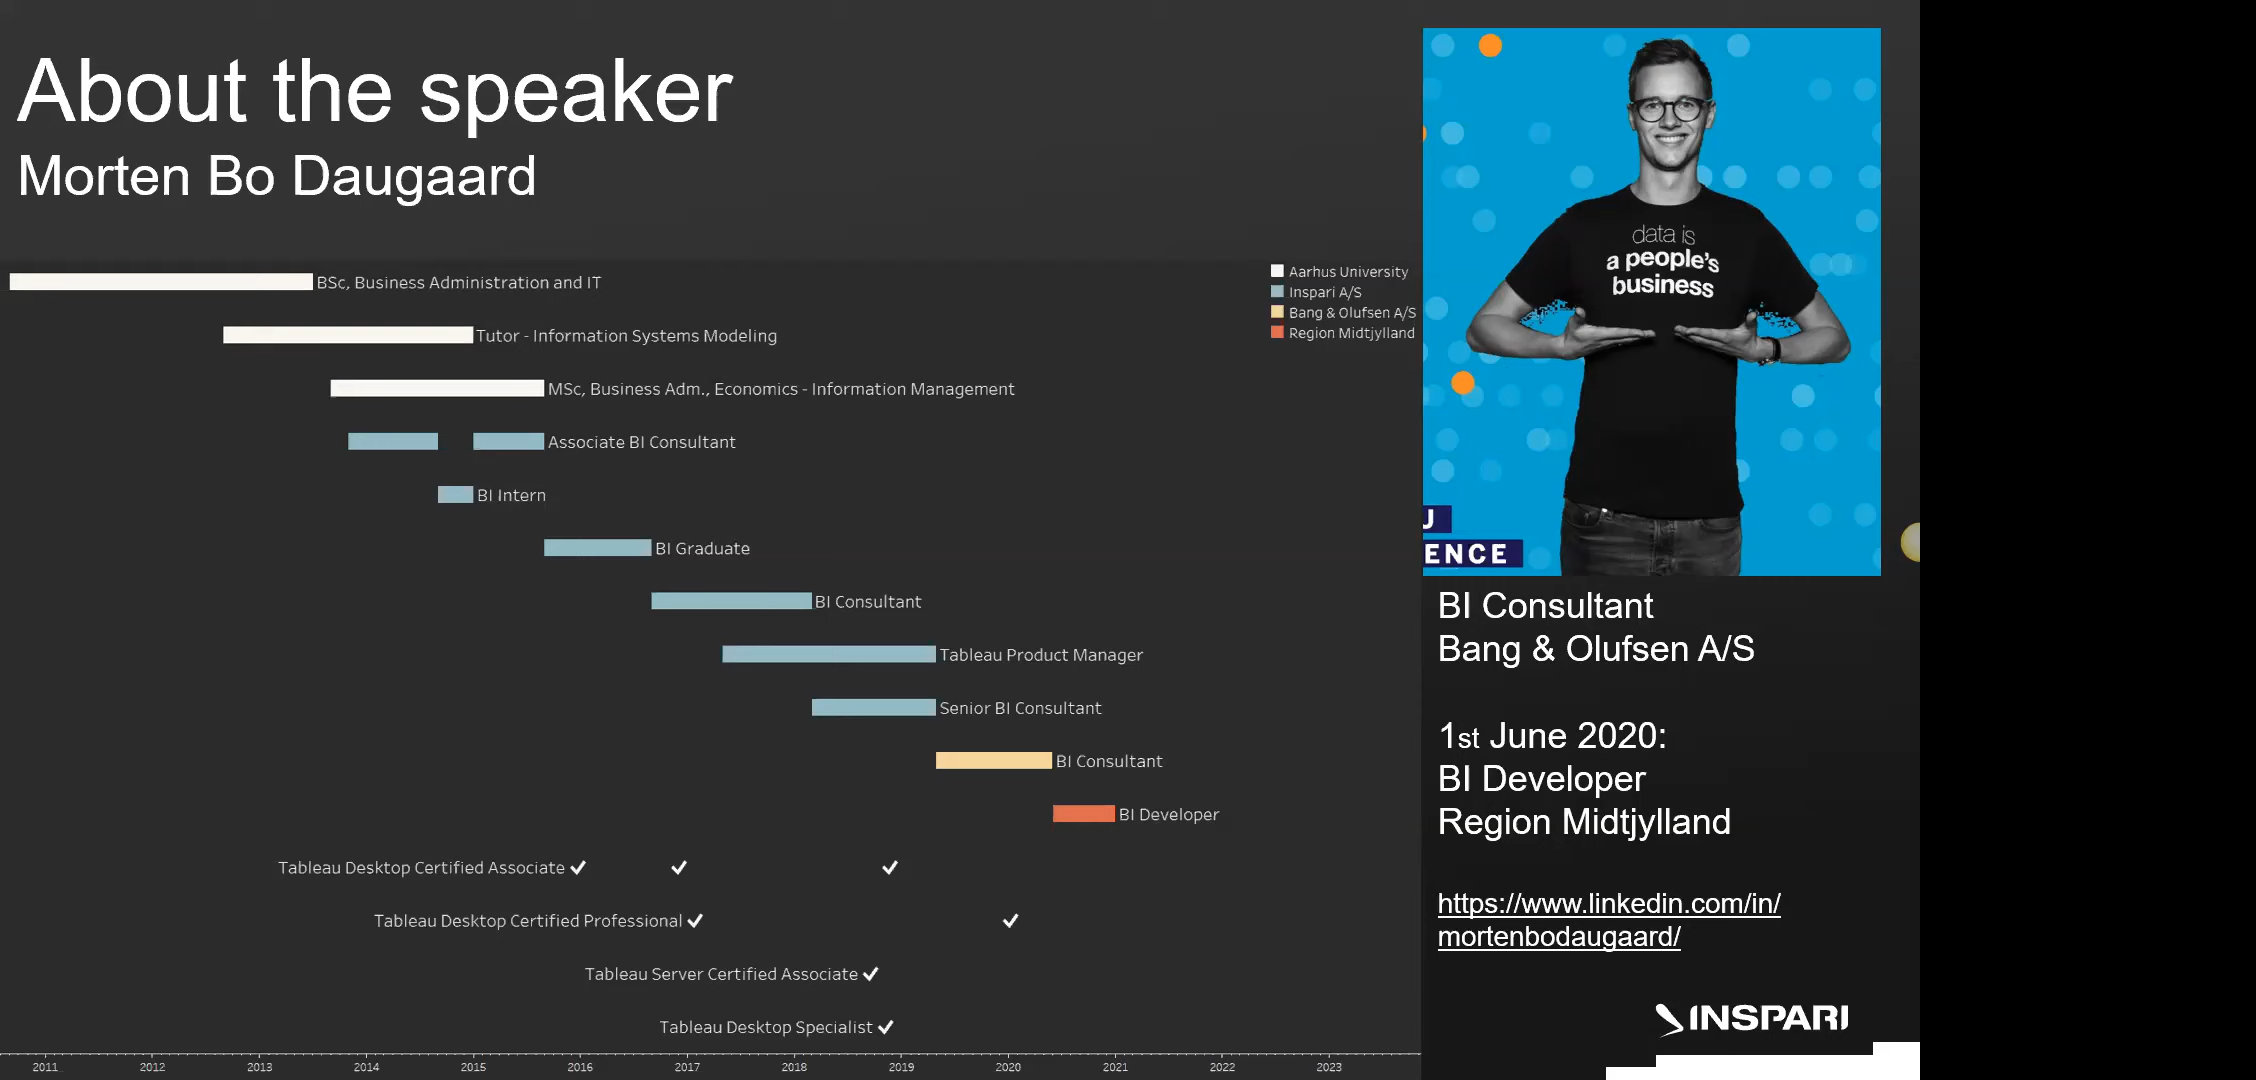 About the speaker
Morten Bo Daugaard
BSc, Business Administration and IT
Tutor - Information Systems Modeling
MSc, Business Adm., Economics - Information Management
Associate BI Consultant
BI Intern
BI Graduate
BI Consultant
Tableau Product Manager
Senior BI Consultant
BI Consultant
BI Developer
Tableau Desktop Certified Associate
Tableau Desktop Certified Professional
Tableau Server Certified Associate
Tableau Desktop Specialist
2011 2012 2013 2014 2015 2016 2017 2018 2019 2020 2021 2022 2023
Aarhus University
Inspari A/S
Bang & Olufsen A/S
Region Midtjylland
data is
a people's
business
U
ENCE
BI Consultant
Bang & Olufsen A/S
1st June 2020:
BI Developer
Region Midtjylland
https://www.linkedin.com/in/
mortenbodaugaard/
INSPARI